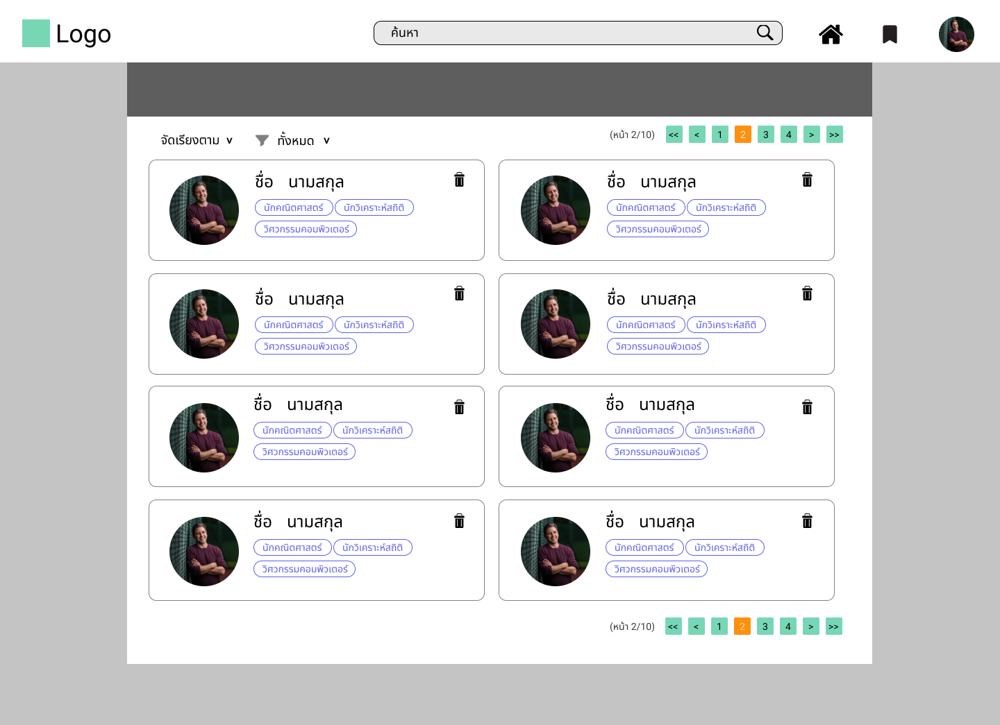 Logo
ค้นหา
จัดเรียงตาม v ทั้งหมด v (หน้า 2/10) << < 1 2 3 4 > >>
ชื่อ นามสกุล
นักคณิตศาสตร์ นักวิเคราะห์สถิติ
วิศวกรรมคอมพิวเตอร์
ชื่อ นามสกุล
นักคณิตศาสตร์ นักวิเคราะห์สถิติ
วิศวกรรมคอมพิวเตอร์
ชื่อ นามสกุล
นักคณิตศาสตร์ นักวิเคราะห์สถิติ
วิศวกรรมคอมพิวเตอร์
ชื่อ นามสกุล
นักคณิตศาสตร์ นักวิเคราะห์สถิติ
วิศวกรรมคอมพิวเตอร์
ชื่อ นามสกุล
นักคณิตศาสตร์ นักวิเคราะห์สถิติ
วิศวกรรมคอมพิวเตอร์
ชื่อ นามสกุล
นักคณิตศาสตร์ นักวิเคราะห์สถิติ
วิศวกรรมคอมพิวเตอร์
ชื่อ นามสกุล
นักคณิตศาสตร์ นักวิเคราะห์สถิติ
วิศวกรรมคอมพิวเตอร์
ชื่อ นามสกุล
นักคณิตศาสตร์ นักวิเคราะห์สถิติ
วิศวกรรมคอมพิวเตอร์
(หน้า 2/10) << < 1 2 3 4 > >>